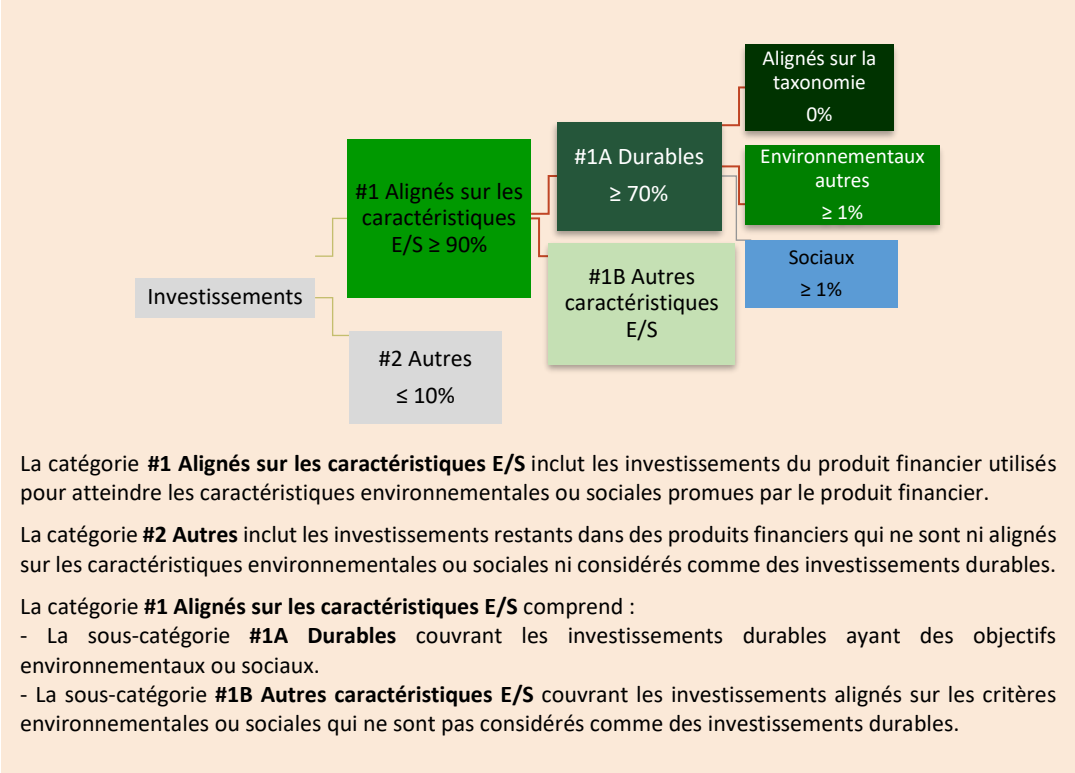 Investissements
#1 Alignés sur les
caractéristiques
E/S ≥ 90%
#2 Autres
≤ 10%
#1A Durables
≥ 70%
#1B Autres
caractéristiques
E/S
Alignés sur la
taxonomie
0%
Environnementaux
autres
≥ 1%
Sociaux
≥ 1%
La catégorie #1 Alignés sur les caractéristiques E/S inclut les investissements du produit financier utilisés
pour atteindre les caractéristiques environnementales ou sociales promues par le produit financier.
La catégorie #2 Autres inclut les investissements restants dans des produits financiers qui ne sont ni alignés
sur les caractéristiques environnementales ou sociales ni considérés comme des investissements durables.
La catégorie #1 Alignés sur les caractéristiques E/S comprend :
- La sous-catégorie #1A Durables couvrant les investissements durables ayant des objectifs
environnementaux ou sociaux.
- La sous-catégorie #1B Autres caractéristiques E/S couvrant les investissements alignés sur les critères
environnementales ou sociales qui ne sont pas considérés comme des investissements durables.